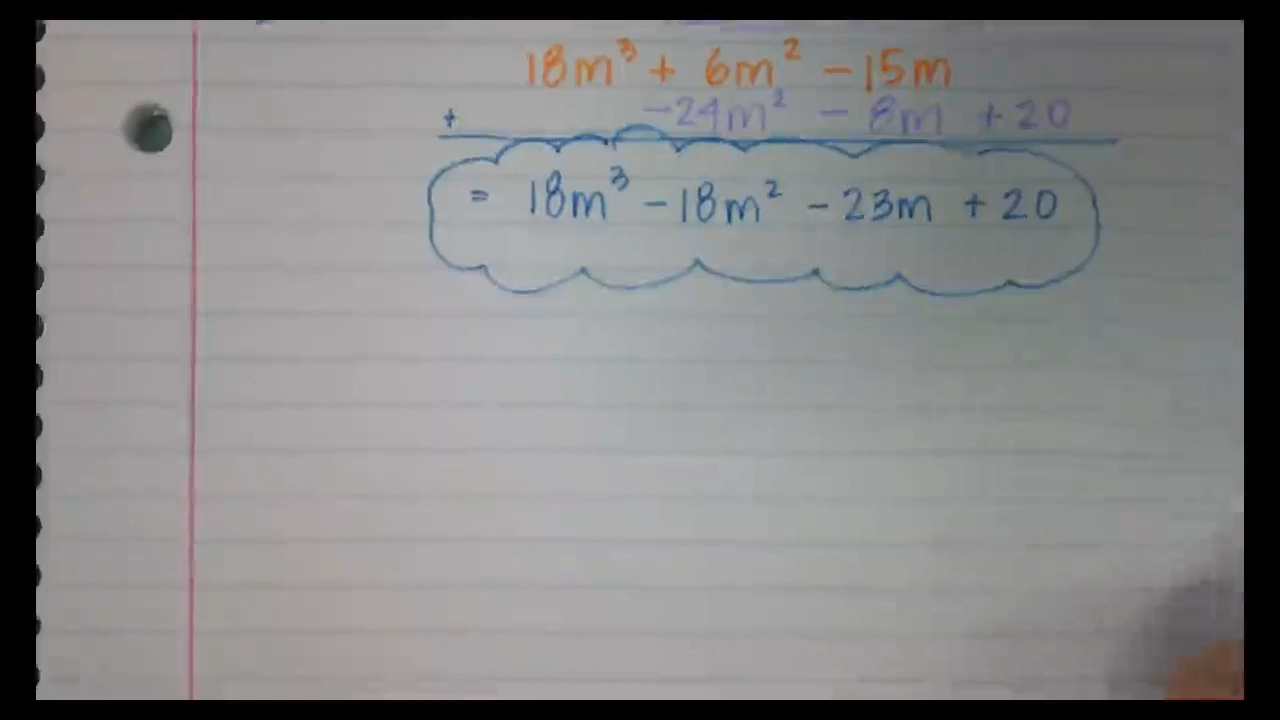 18m³ + 6m² - 15m
+ -24m² - 8m + 20
= 18m³ - 18m² - 23m + 20